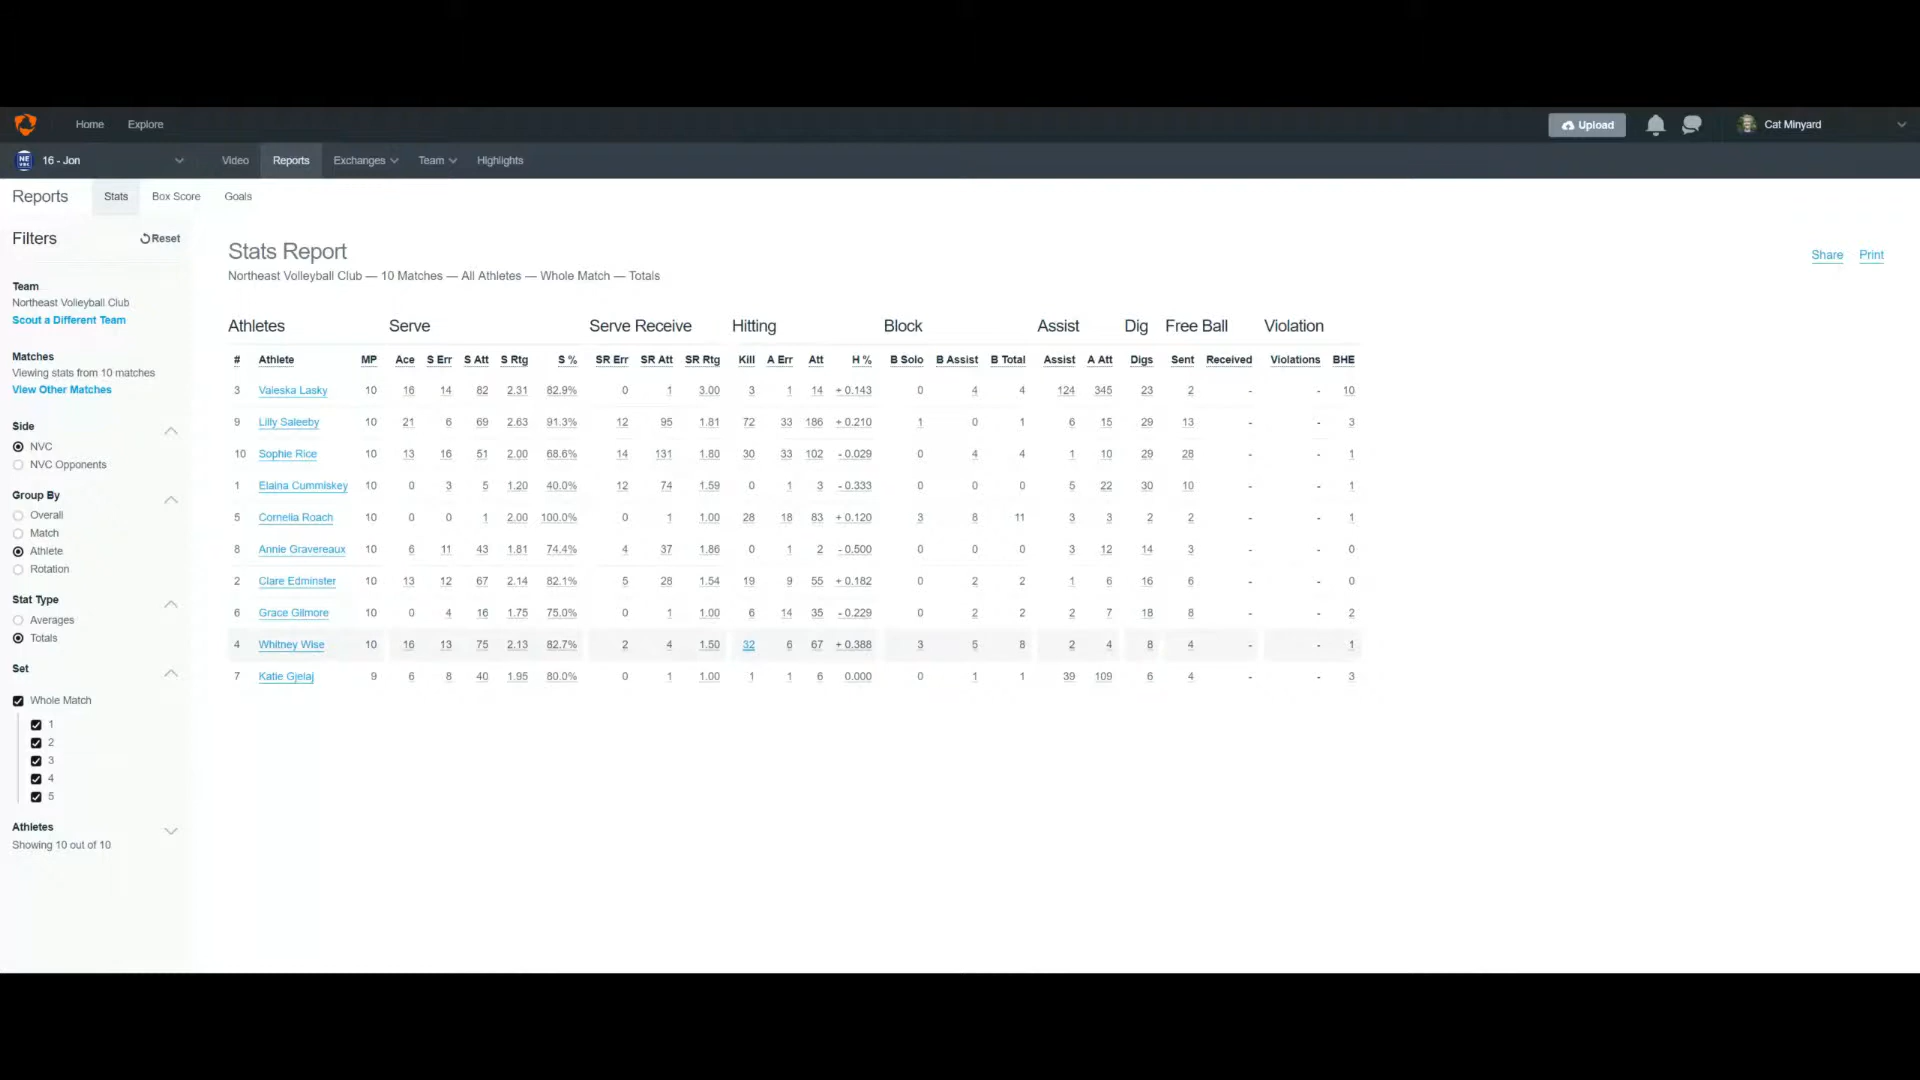 Home Explore Upload Cat Minyard
NE 16 - Jon Video Reports Exchanges Team Highlights
Reports Stats Box Score Goals
Filters Reset
Team
Northeast Volleyball Club
Scout a Different Team
Matches
Viewing stats from 10 matches
View Other Matches
Side
NVC
NVC Opponents
Group By
Overall
Match
Athlete
Rotation
Stat Type
Averages
Totals
Set
Whole Match
1
2
3
4
5
Athletes
Showing 10 out of 10
Stats Report
Northeast Volleyball Club — 10 Matches — All Athletes — Whole Match — Totals
Share Print
Athletes Serve Serve Receive Hitting Block Assist Dig Free Ball Violation
# Athlete MP Ace S Err S Att S Rtg S % SR Err SR Att SR Rtg Kill A Err Att H % B Solo B Assist B Total Assist A Att Digs Sent Received Violations BHE
3 Valeska Lasky 10 16 14 82 2.31 82.9% 0 1 3.00 3 1 14 + 0.143 0 4 4 124 345 23 2 - - 10
9 Lilly Saleeby 10 21 6 69 2.63 91.3% 12 95 1.81 72 33 186 + 0.210 1 0 1 6 15 29 13 - - 3
10 Sophie Rice 10 13 16 51 2.00 68.6% 14 131 1.80 30 33 102 - 0.029 0 4 4 1 10 29 28 - - 1
1 Elaina Cummiskey 10 0 3 5 1.20 40.0% 12 74 1.59 0 1 3 - 0.333 0 0 0 5 22 30 10 - - 1
5 Cornelia Roach 10 0 0 1 2.00 100.0% 0 1 1.00 28 18 83 + 0.120 3 8 11 3 3 2 2 - - 1
8 Annie Gravereaux 10 6 11 43 1.81 74.4% 4 37 1.86 0 1 2 - 0.500 0 0 0 3 12 14 3 - - 0
2 Clare Edminster 10 13 12 67 2.14 82.1% 5 28 1.54 19 9 55 + 0.182 0 2 2 1 6 16 6 - - 0
6 Grace Gilmore 10 0 4 16 1.75 75.0% 0 1 1.00 6 14 35 - 0.229 0 2 2 2 7 18 8 - - 2
4 Whitney Wise 10 16 13 75 2.13 82.7% 2 4 1.50 32 6 67 + 0.388 3 5 8 2 4 8 4 - - 1
7 Katie Gjelaj 9 6 8 40 1.95 80.0% 0 1 1.00 1 1 6 0.000 0 1 1 39 109 6 4 - - 3